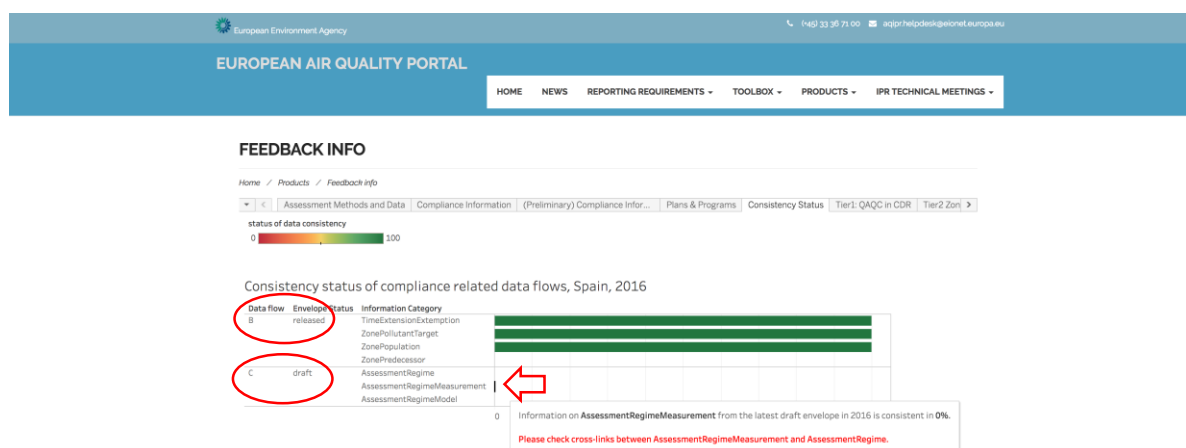 European Environment Agency
(+45) 33 36 71 00 aqipr.helpdesk@eionet.europa.eu
EUROPEAN AIR QUALITY PORTAL
HOME NEWS REPORTING REQUIREMENTS TOOLBOX PRODUCTS IPR TECHNICAL MEETINGS
FEEDBACK INFO
Home / Products / Feedback info
Assessment Methods and Data Compliance Information (Preliminary) Compliance Infor... Plans & Programs Consistency Status Tier1: QAQC in CDR Tier2 Zon
status of data consistency
0 100
Consistency status of compliance related data flows, Spain, 2016
Data flow Envelope Status Information Category
B released TimeExtensionExtemption
ZonePollutantTarget
ZonePopulation
ZonePredecessor
C draft AssessmentRegime
AssessmentRegimeMeasurement
AssessmentRegimeModel
0
Information on AssessmentRegimeMeasurement from the latest draft envelope in 2016 is consistent in 0%.
Please check cross-links between AssessmentRegimeMeasurement and AssessmentRegime.